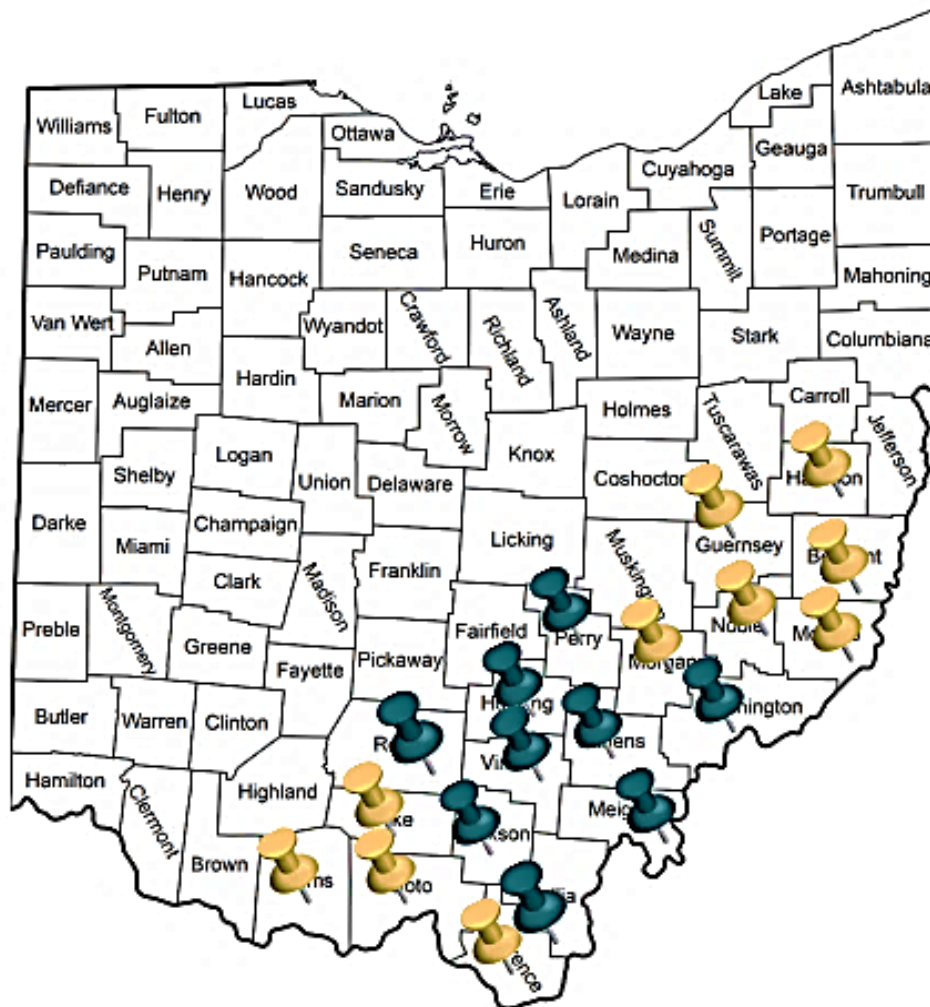 Lake
Ashtabula
Lucas
Fulton
Williams
Ottawa
Geauga
Cuyahoga
Defiance
Henry
Wood
Sandusky
Erie
Lorain
Trumbull
Paulding
Putnam
Hancock
Seneca
Huron
Medina
Summit
Portage
Mahoning
Van Wert
Allen
Wyandot
Crawford
Richland
Ashland
Wayne
Stark
Columbiana
Hardin
Mercer
Auglaize
Marion
Morrow
Holmes
Tuscarawas
Carroll
Jefferson
Logan
Knox
Shelby
Union
Delaware
Coshocton
Darke
Champaign
Miami
Licking
Muskingum
Guernsey
Clark
Madison
Franklin
Preble
Montgomery
Greene
Fairfield
Perry
Fayette
Pickaway
Morgan
Butler
Warren
Clinton
Hamilton
Clermont
Highland
Brown